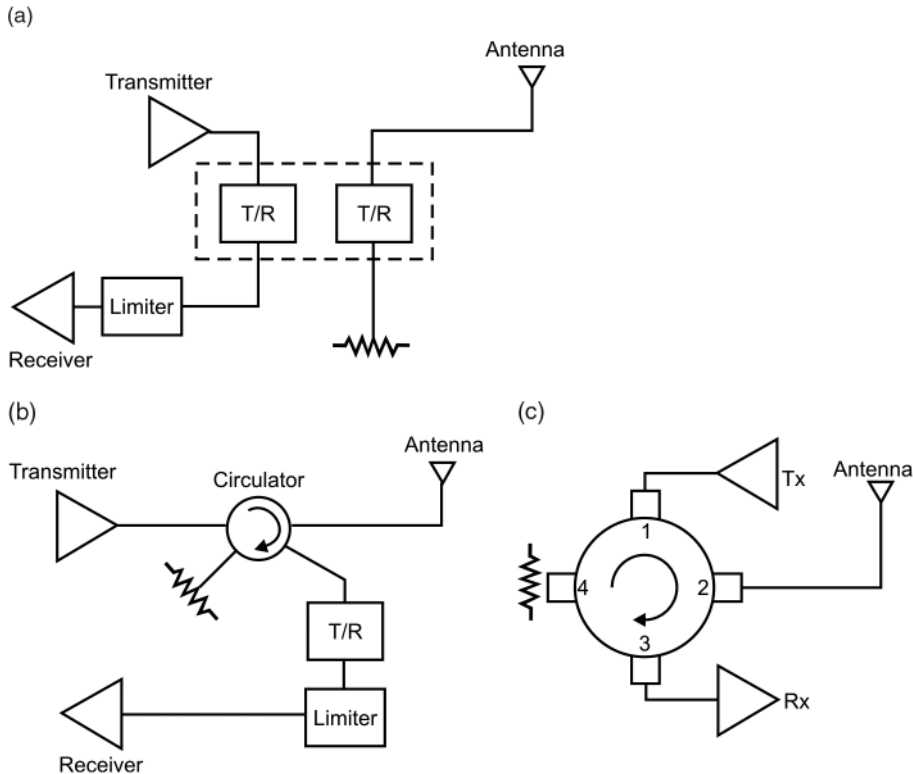 (a)
Antenna
Transmitter
T/R
T/R
Limiter
Receiver
(b)
Transmitter
Circulator
Antenna
T/R
Limiter
Receiver
(c)
Tx
Antenna
1
4
2
3
Rx